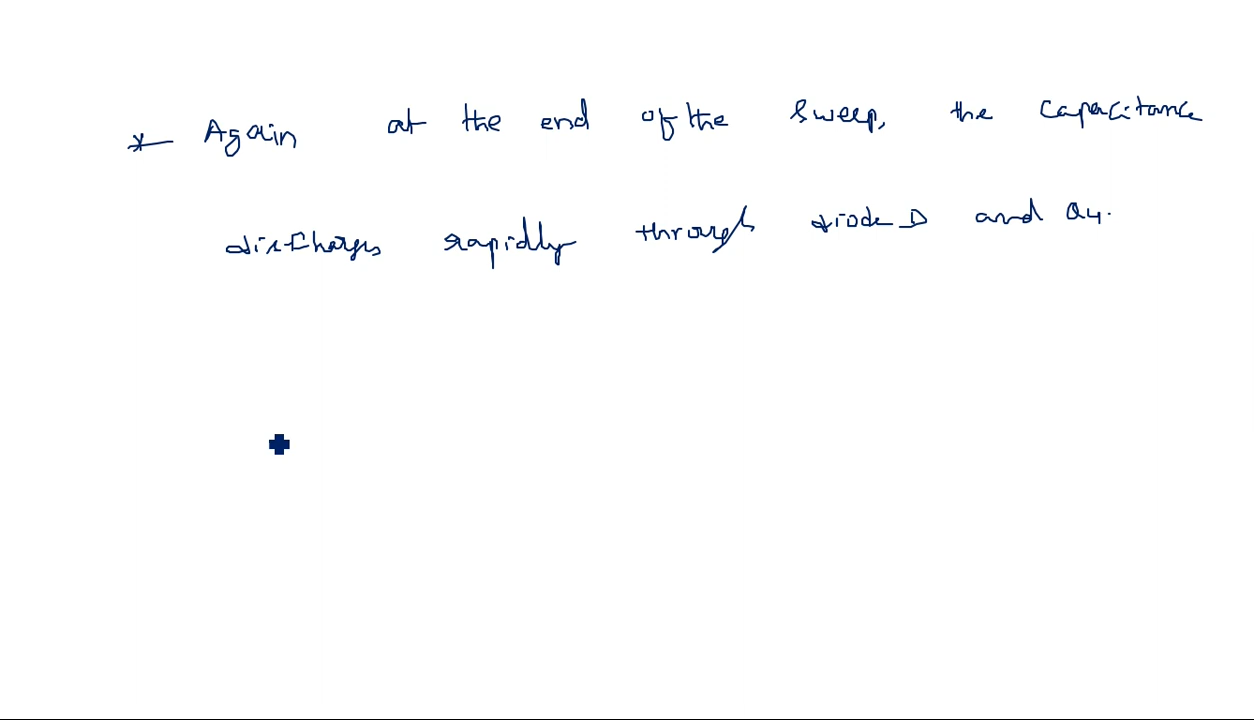 * Again at the end of the sweep, the capacitance
discharges rapidly through diode D and Q4.